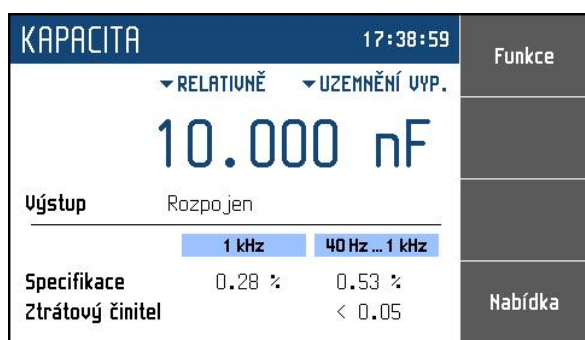 KAPACITA 17:38:59
Funkce
RELATIVNĚ UZEMNĚNÍ VYP.
10.000 nF
Výstup Rozpojen
1 kHz 40 Hz ... 1 kHz
Specifikace 0.28 % 0.53 %
Ztrátový činitel < 0.05
Nabídka